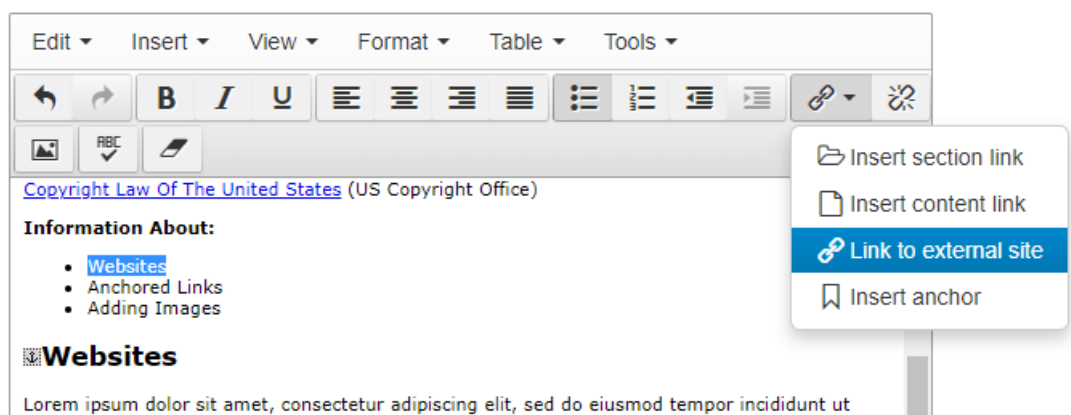 Edit Insert View Format Table Tools
B I U
ABC
Insert section link
Insert content link
Link to external site
Insert anchor
Copyright Law Of The United States (US Copyright Office)
Information About:
Websites
Anchored Links
Adding Images
Websites
Lorem ipsum dolor sit amet, consectetur adipiscing elit, sed do eiusmod tempor incididunt ut